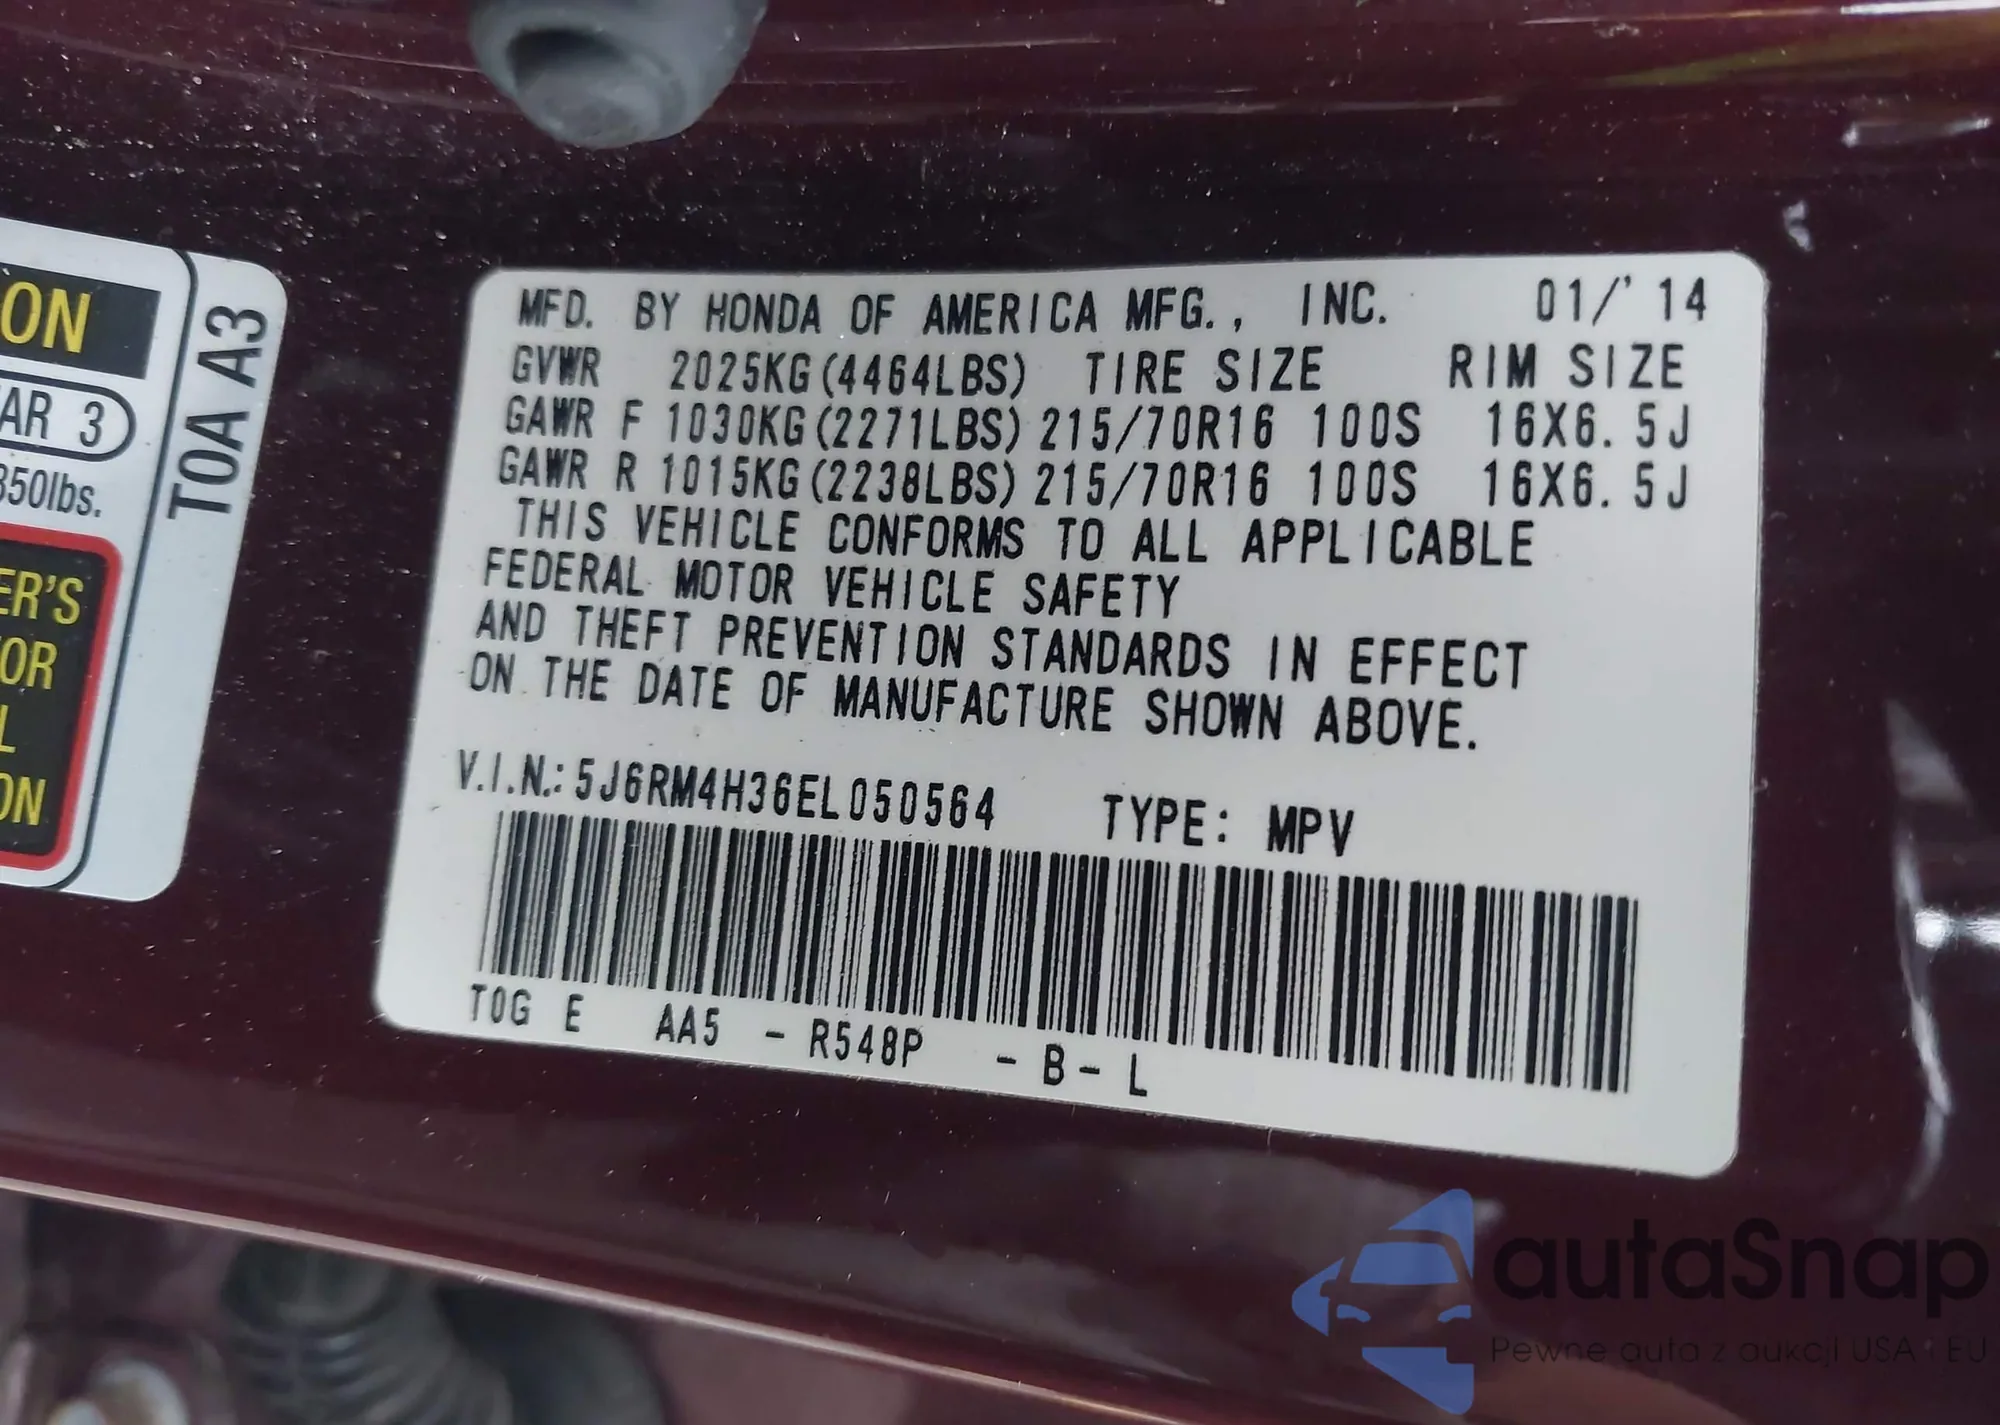 ON
AR 3
350lbs.
ER'S
OR
L
ON
T0A A3
MFD. BY HONDA OF AMERICA MFG., INC. 01/'14
GVWR 2025KG(4464LBS) TIRE SIZE RIM SIZE
GAWR F 1030KG(2271LBS) 215/70R16 100S 16X6.5J
GAWR R 1015KG(2238LBS) 215/70R16 100S 16X6.5J
THIS VEHICLE CONFORMS TO ALL APPLICABLE
FEDERAL MOTOR VEHICLE SAFETY
AND THEFT PREVENTION STANDARDS IN EFFECT
ON THE DATE OF MANUFACTURE SHOWN ABOVE.
V.I.N.: 5J6RM4H36EL050564 TYPE: MPV
T0G E AA5 - R548P - B - L
autaSnap
Pewne auta z aukcji USA i EU